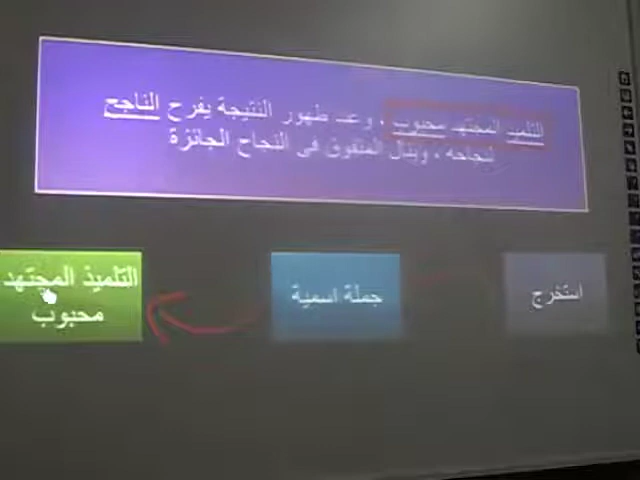 التلميذ المجتهد محبوب ، وعند ظهور النتيجة يفرح الناجح
لنجاحه ، وينال المتفوق فى النجاح الجائزة
استخرج
جملة اسمية
التلميذ المجتهد
محبوب